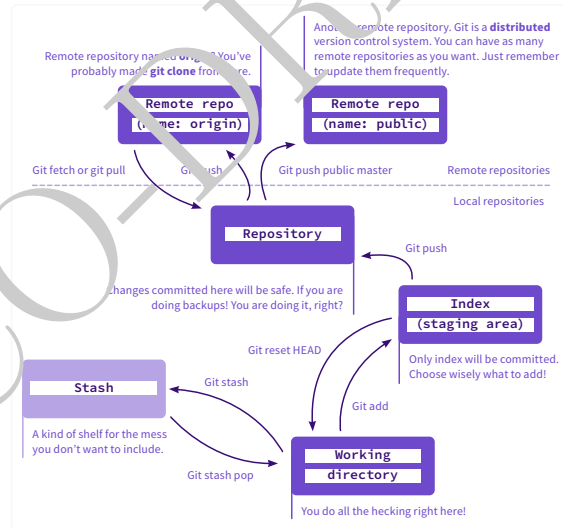 Another remote repository. Git is a distributed
version control system. You can have as many
remote repositories as you want. Just remember
to update them frequently.
Remote repository named You've
probably made git clone from
Remote repo
(name: origin)
Remote repo
(name: public)
Git fetch or git pull
Git push public master
Remote repositories
Local repositories
Repository
Git push
Changes committed here will be safe. If you are
doing backups! You are doing it, right?
Index
(staging area)
Only index will be committed.
Choose wisely what to add!
Git reset HEAD
Git add
Stash
Git stash
A kind of shelf for the mess
you don't want to include.
Git stash pop
Working
directory
You do all the hecking right here!